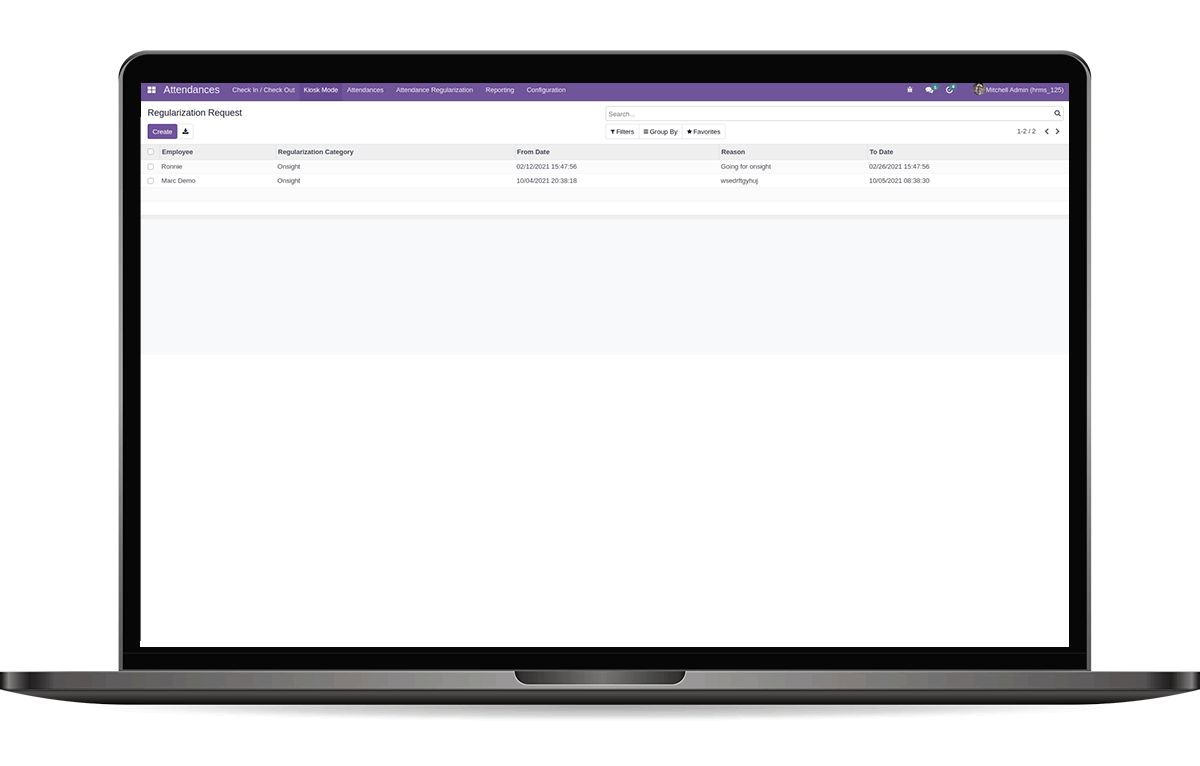 Attendances Check In / Check Out Kiosk Mode Attendances Attendance Regularization Reporting Configuration Mitchell Admin (hrms_125)
Regularization Request Search...
Create Filters Group By Favorites 1-2 / 2
Employee Regularization Category From Date Reason To Date
Ronnie Onsight 02/12/2021 15:47:56 Going for onsight 02/26/2021 15:47:56
Marc Demo Onsight 10/04/2021 20:38:18 wsedrftgyhuj 10/05/2021 08:38:30